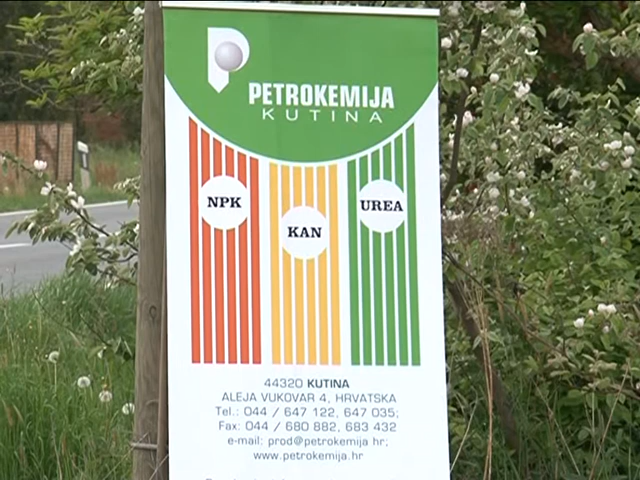 PETROKEMIJA
KUTINA
NPK
KAN
UREA
44320 KUTINA
ALEJA VUKOVAR 4, HRVATSKA
Tel.: 044 / 647 122, 647 035;
Fax: 044 / 680 882, 683 432
e-mail: prod@petrokemija hr;
www.petrokemija.hr